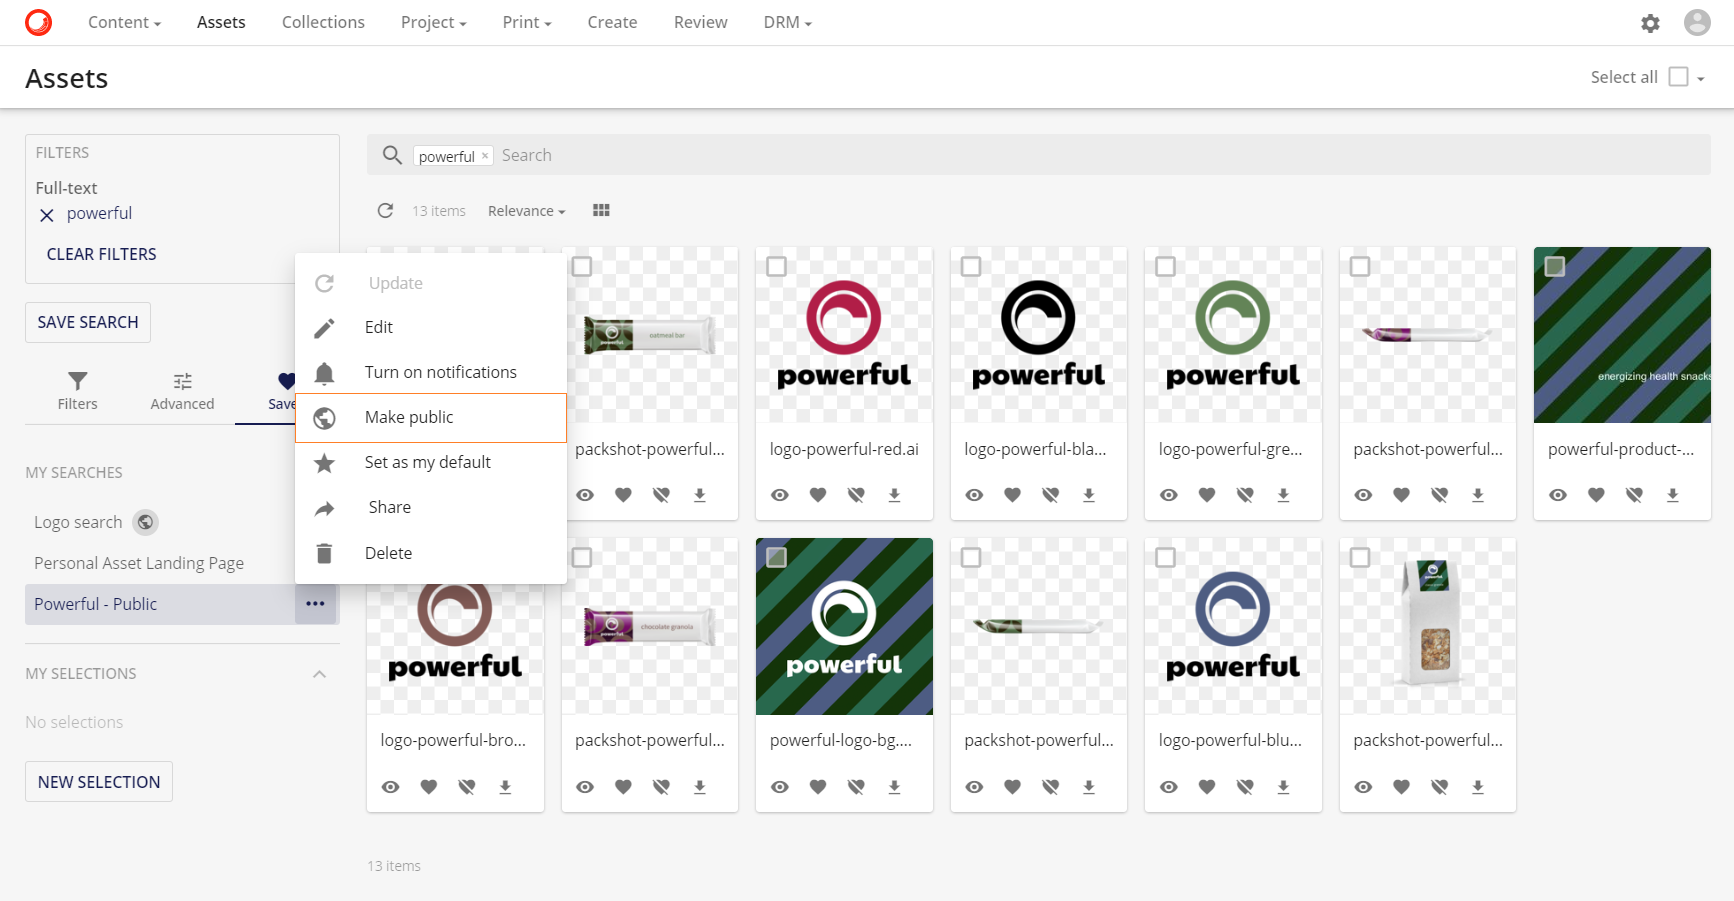 Content Assets Collections Project Print Create Review DRM
Assets
Select all
FILTERS
Full-text
powerful
CLEAR FILTERS
SAVE SEARCH
Filters Advanced Save
MY SEARCHES
Logo search
Personal Asset Landing Page
Powerful - Public
MY SELECTIONS
No selections
NEW SELECTION
Update
Edit
Turn on notifications
Make public
Set as my default
Share
Delete
powerful × Search
13 items Relevance
oatmeal bar
powerful
powerful
powerful
powerful
energizing health snacks
packshot-powerful...
logo-powerful-red.ai
logo-powerful-bla...
logo-powerful-gre...
packshot-powerful...
powerful-product-...
powerful
chocolate granola
powerful
powerful
powerful
powerful
logo-powerful-bro...
packshot-powerful...
powerful-logo-bg....
packshot-powerful...
logo-powerful-blu...
packshot-powerful...
13 items